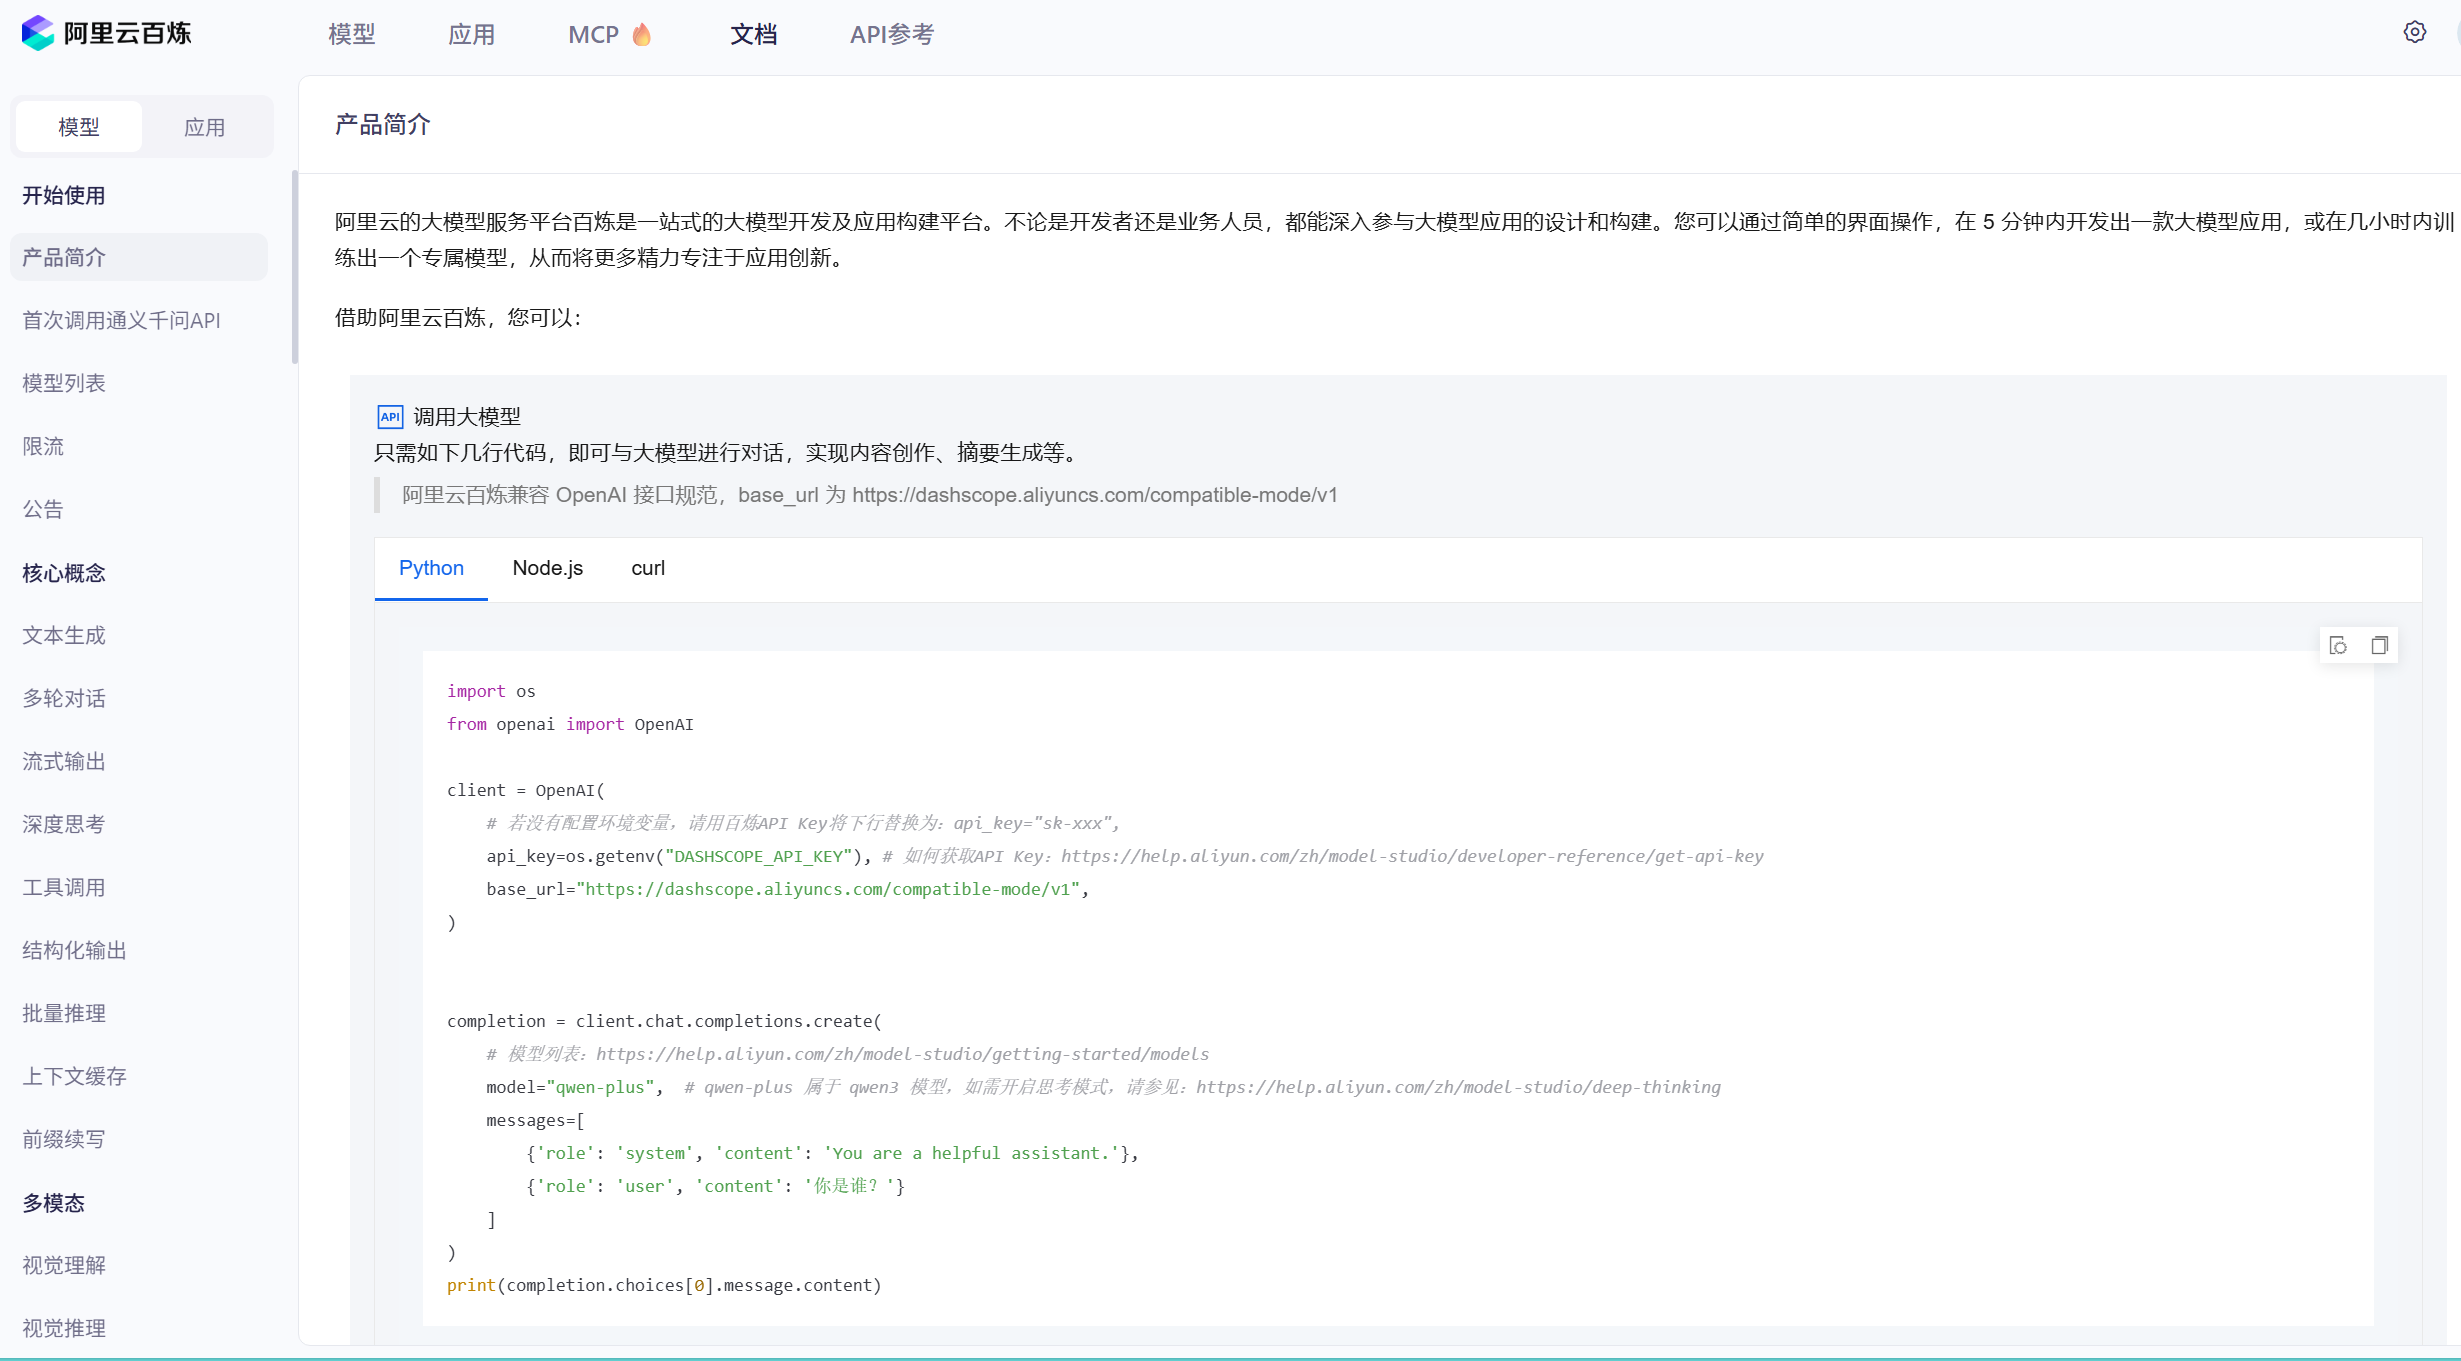 阿里云百炼
模型
应用
MCP
文档
API参考
模型
应用
开始使用
产品简介
首次调用通义千问API
模型列表
限流
公告
核心概念
文本生成
多轮对话
流式输出
深度思考
工具调用
结构化输出
批量推理
上下文缓存
前缀续写
多模态
视觉理解
视觉推理
产品简介
阿里云的大模型服务平台百炼是一站式的大模型开发及应用构建平台。不论是开发者还是业务人员，都能深入参与大模型应用的设计和构建。您可以通过简单的界面操作，在 5 分钟内开发出一款大模型应用，或在几小时内训
练出一个专属模型，从而将更多精力专注于应用创新。
借助阿里云百炼，您可以：
API 调用大模型
只需如下几行代码，即可与大模型进行对话，实现内容创作、摘要生成等。
阿里云百炼兼容 OpenAI 接口规范，base_url 为 https://dashscope.aliyuncs.com/compatible-mode/v1
Python
Node.js
curl
import os
from openai import OpenAI
client = OpenAI(
    # 若没有配置环境变量，请用百炼API Key将下行替换为：api_key="sk-xxx",
    api_key=os.getenv("DASHSCOPE_API_KEY"), # 如何获取API Key：https://help.aliyun.com/zh/model-studio/developer-reference/get-api-key
    base_url="https://dashscope.aliyuncs.com/compatible-mode/v1",
)
completion = client.chat.completions.create(
    # 模型列表：https://help.aliyun.com/zh/model-studio/getting-started/models
    model="qwen-plus",  # qwen-plus 属于 qwen3 模型，如需开启思考模式，请参见：https://help.aliyun.com/zh/model-studio/deep-thinking
    messages=[
        {'role': 'system', 'content': 'You are a helpful assistant.'},
        {'role': 'user', 'content': '你是谁？'}
    ]
)
print(completion.choices[0].message.content)